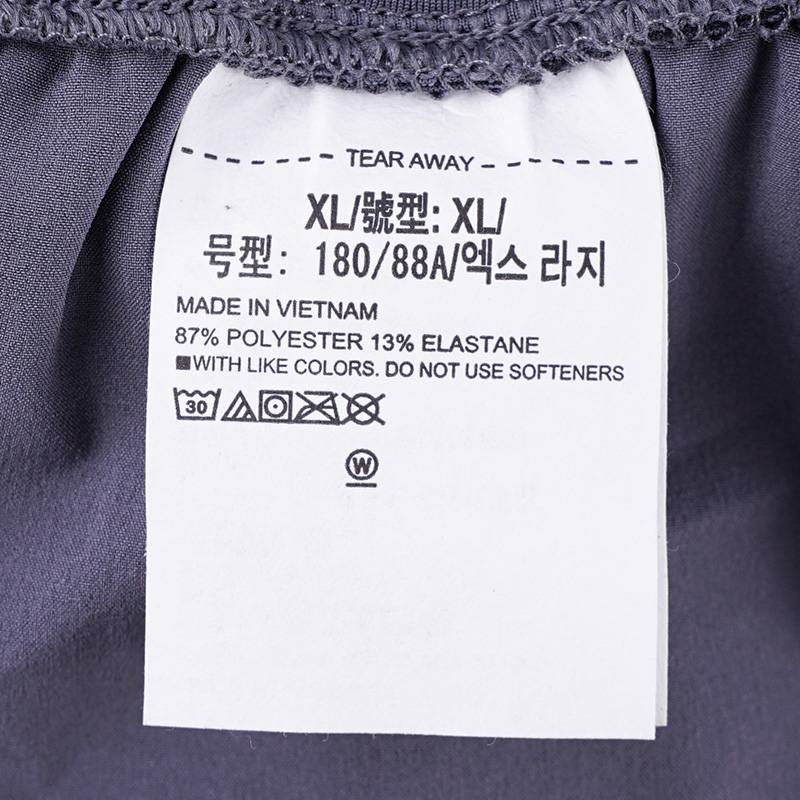 TEAR AWAY
XL/號型: XL/
号型: 180/88A/엑스 라지
MADE IN VIETNAM
87% POLYESTER 13% ELASTANE
■WITH LIKE COLORS. DO NOT USE SOFTENERS
30
W